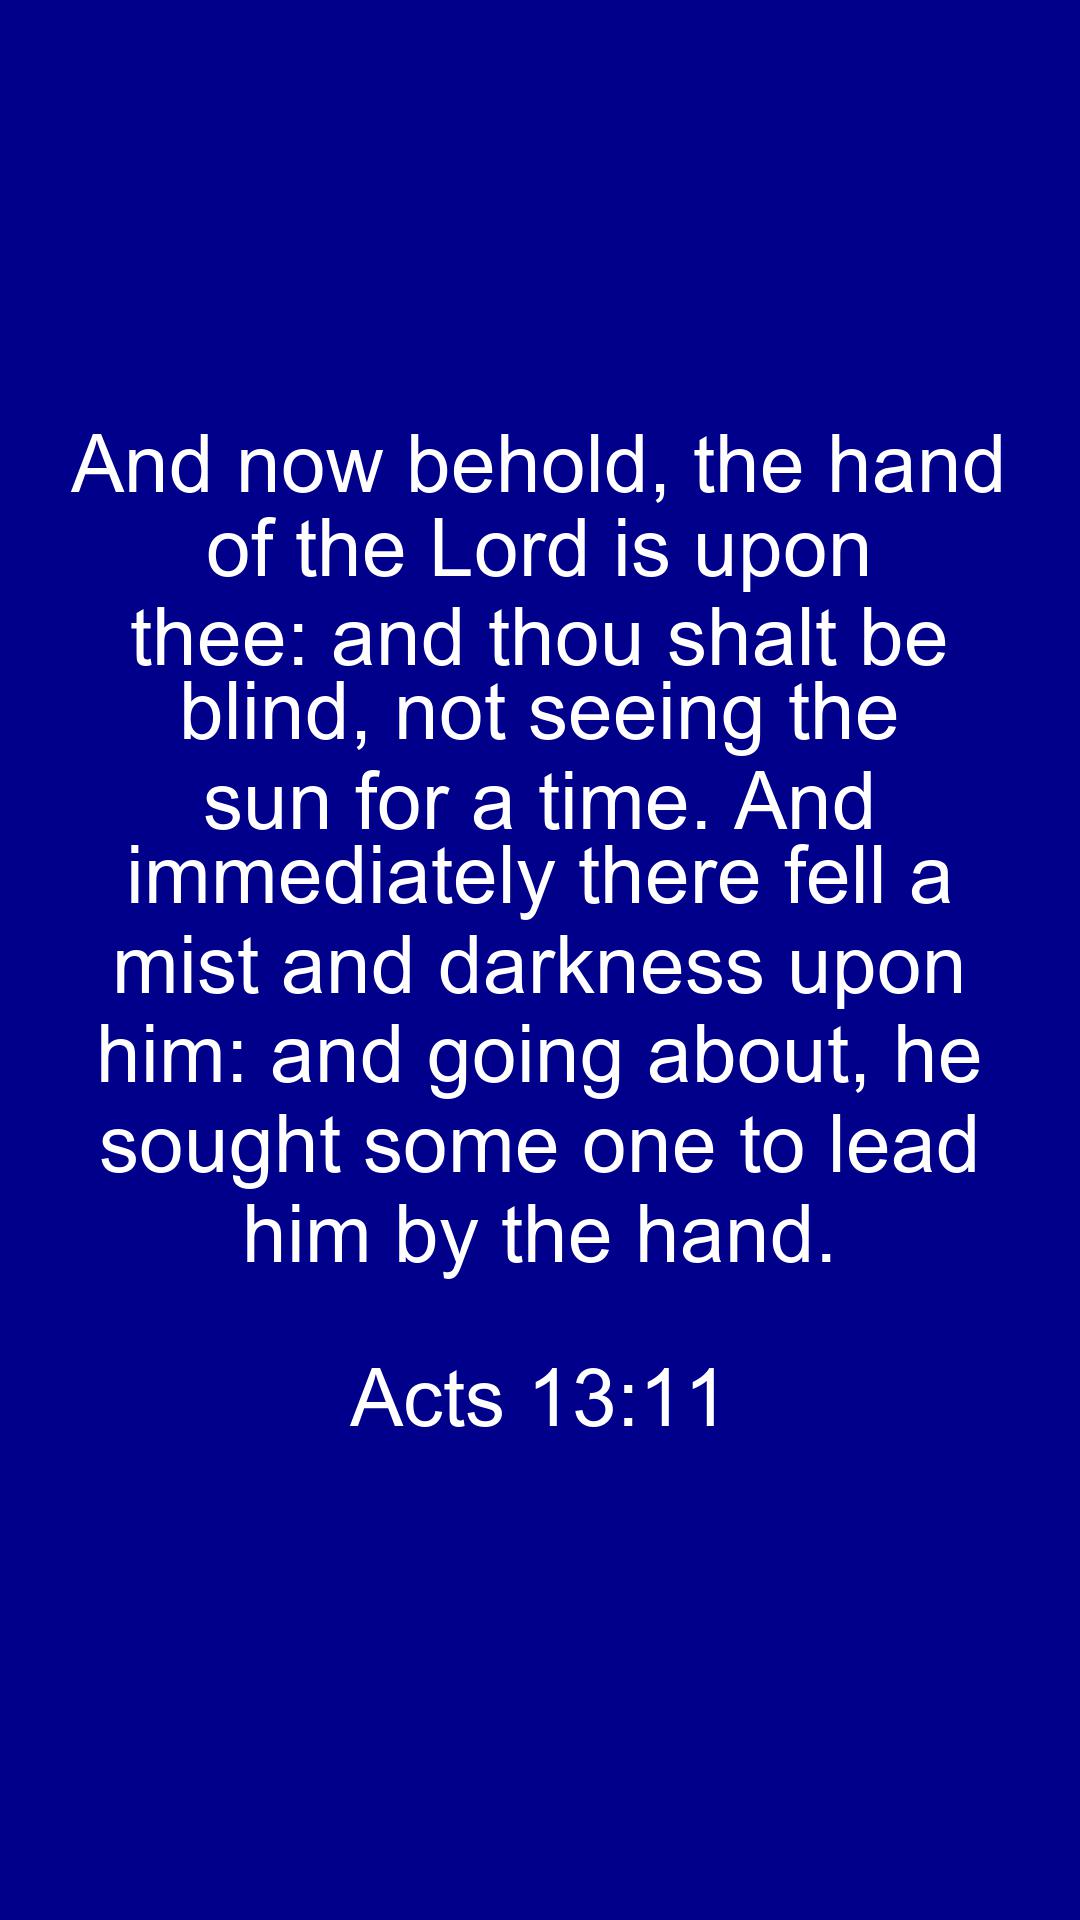 And now behold, the hand
of the Lord is upon
thee: and thou shalt be
blind, not seeing the
sun for a time. And
immediately there fell a
mist and darkness upon
him: and going about, he
sought some one to lead
him by the hand.
Acts 13:11